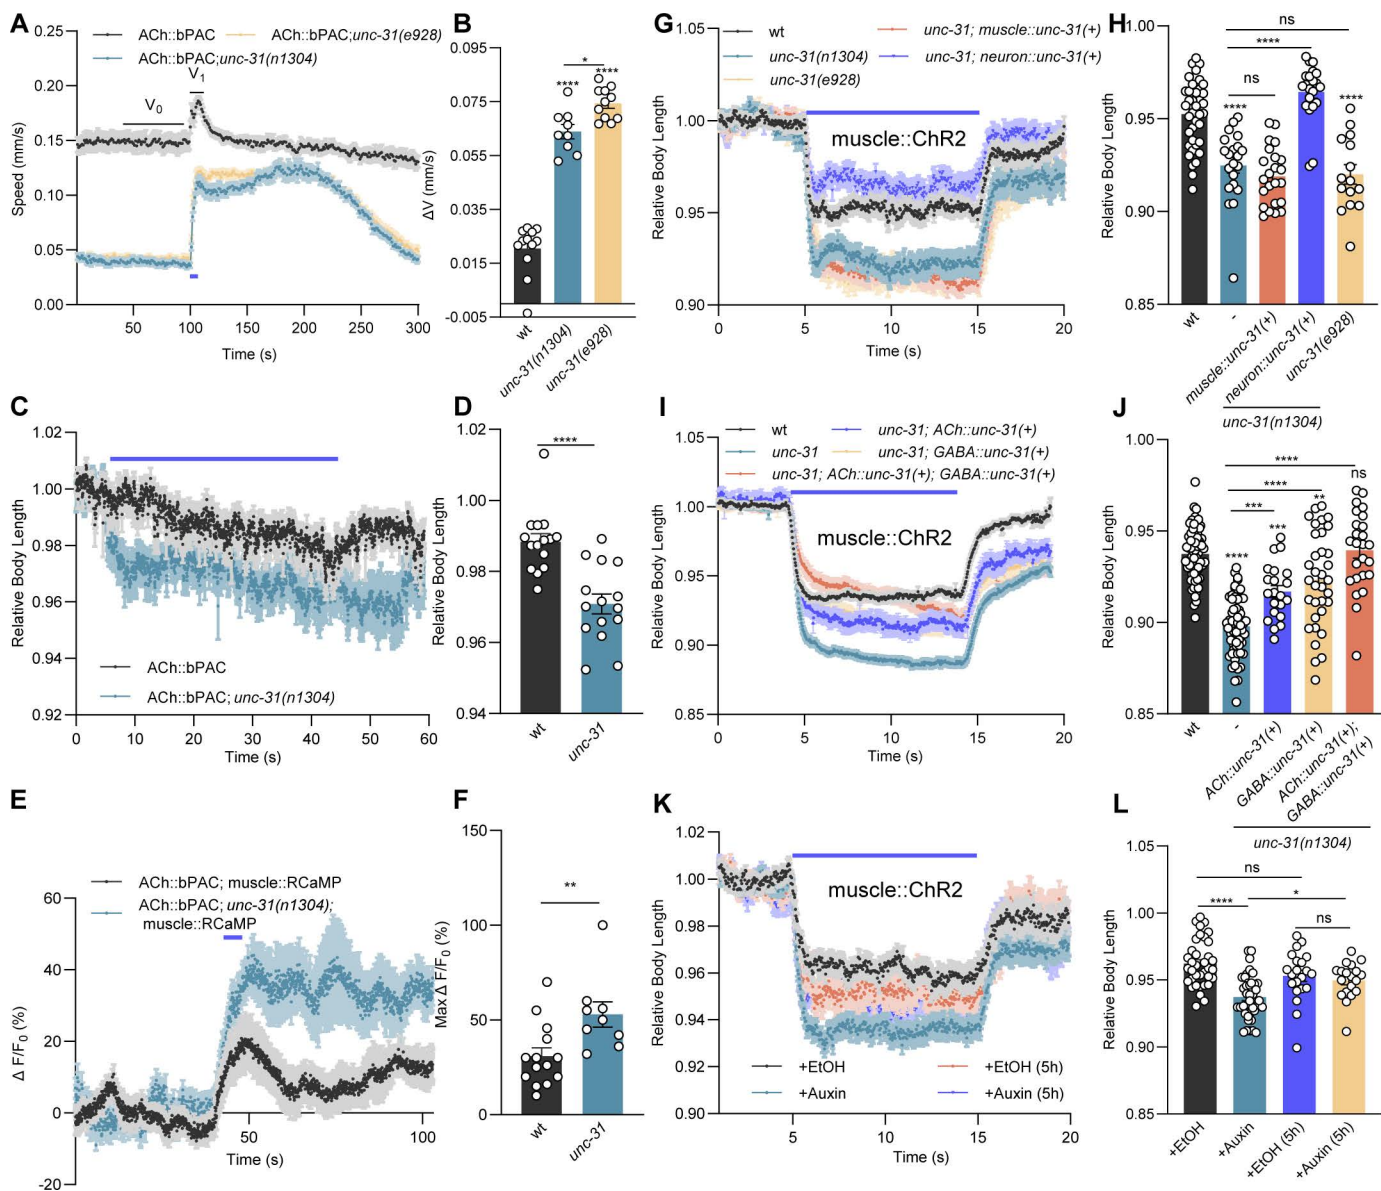 A
ACh::bPAC
ACh::bPAC;unc-31(e928)
ACh::bPAC;unc-31(n1304)
V0
V1
0.25
0.20
0.15
0.10
0.05
0.00
Speed (mm/s)
50 100 150 200 250 300
Time (s)
B
0.095
0.075
0.055
0.035
0.015
-0.005
ΔV (mm/s)
*
**** ****
wt
unc-31(n1304)
unc-31(e928)
G
wt
unc-31(n1304)
unc-31(e928)
unc-31; muscle::unc-31(+)
unc-31; neuron::unc-31(+)
muscle::ChR2
1.00
0.95
0.90
Relative Body Length
0 5 10 15 20
Time (s)
H
ns
****
ns
**** ****
1.00
0.95
0.90
0.85
Relative Body Length
wt
-
muscle::unc-31(+)
neuron::unc-31(+)
unc-31(e928)
unc-31(n1304)
C
1.02
1.00
0.98
0.96
0.94
0.92
Relative Body Length
ACh::bPAC
ACh::bPAC; unc-31(n1304)
0 10 20 30 40 50 60
Time (s)
D
****
1.02
1.00
0.98
0.96
0.94
Relative Body Length
wt
unc-31
I
wt
unc-31
unc-31; ACh::unc-31(+)
unc-31; GABA::unc-31(+)
unc-31; ACh::unc-31(+); GABA::unc-31(+)
muscle::ChR2
1.05
1.00
0.95
0.90
0.85
Relative Body Length
0 5 10 15 20
Time (s)
J
****
ns
****
**
***
***
****
1.00
0.95
0.90
0.85
Relative Body Length
wt
-
ACh::unc-31(+)
GABA::unc-31(+)
ACh::unc-31(+);
GABA::unc-31(+)
unc-31(n1304)
E
ACh::bPAC; muscle::RCaMP
ACh::bPAC; unc-31(n1304);
muscle::RCaMP
60
40
20
0
-20
Δ F/F0 (%)
50 100
Time (s)
F
**
150
100
50
0
Max Δ F/F0 (%)
wt
unc-31
K
muscle::ChR2
1.02
1.00
0.98
0.96
0.94
0.92
0.90
Relative Body Length
+EtOH
+EtOH (5h)
+Auxin
+Auxin (5h)
5 10 15 20
Time (s)
L
ns
**** *
ns
1.05
1.00
0.95
0.90
0.85
Relative Body Length
+EtOH
+Auxin
+EtOH (5h)
+Auxin (5h)